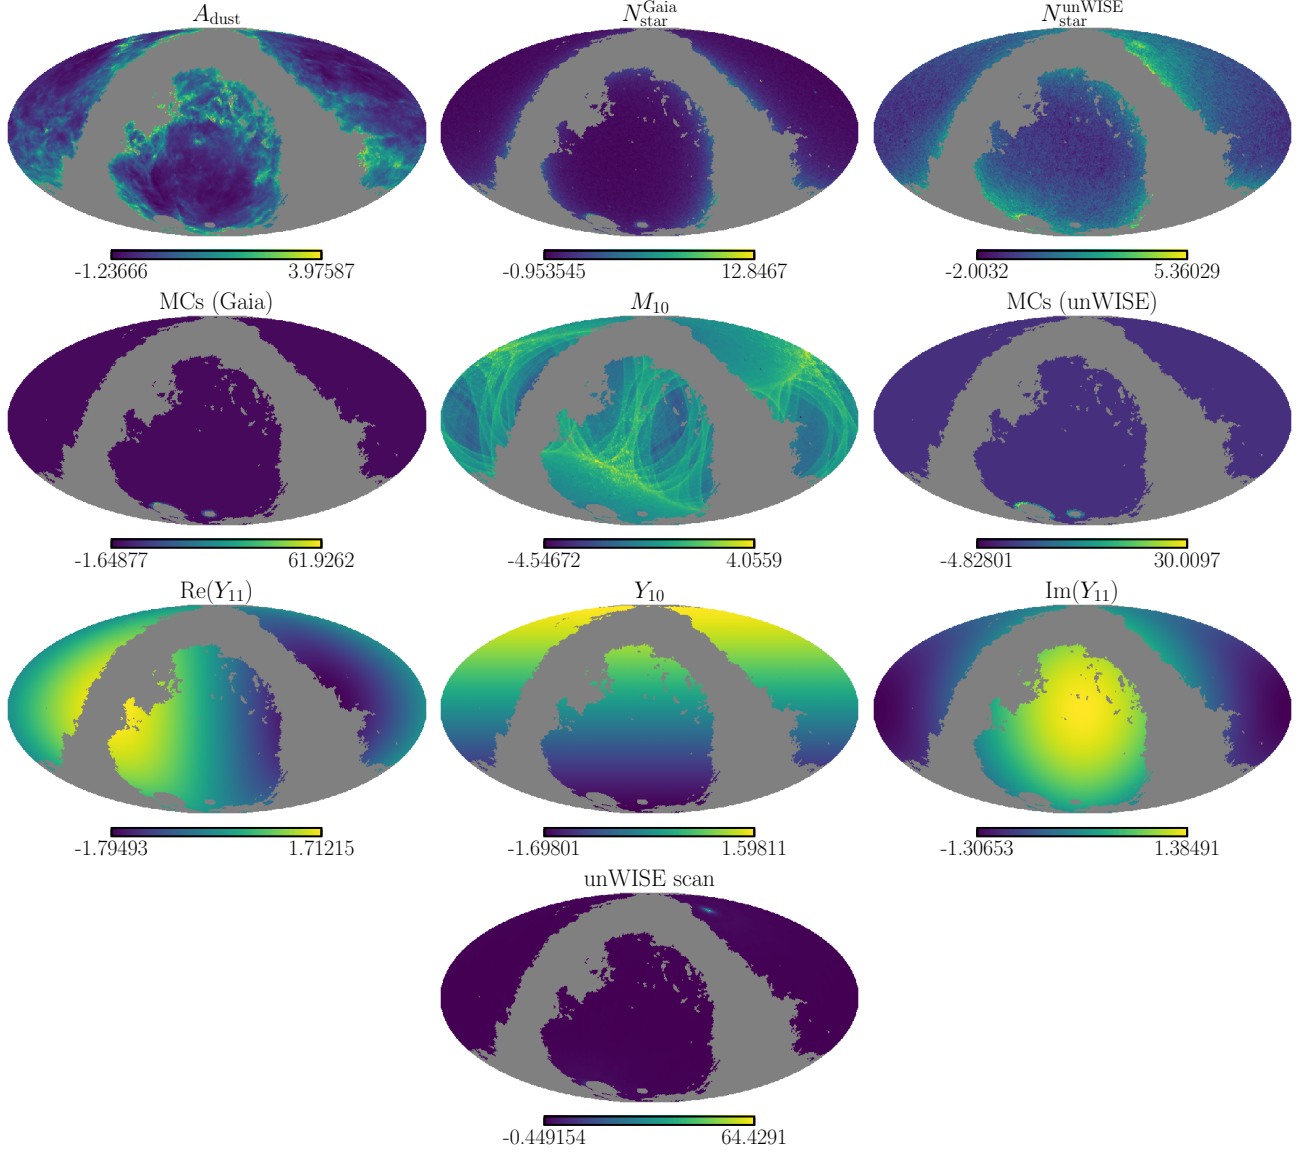 A_dust N_star^Gaia N_star^unWISE
-1.23666 3.97587 -0.953545 12.8467 -2.0032 5.36029
MCs (Gaia) M_10 MCs (unWISE)
-1.64877 61.9262 -4.54672 4.0559 -4.82801 30.0097
Re(Y_11) Y_10 Im(Y_11)
-1.79493 1.71215 -1.69801 1.59811 -1.30653 1.38491
unWISE scan
-0.449154 64.4291